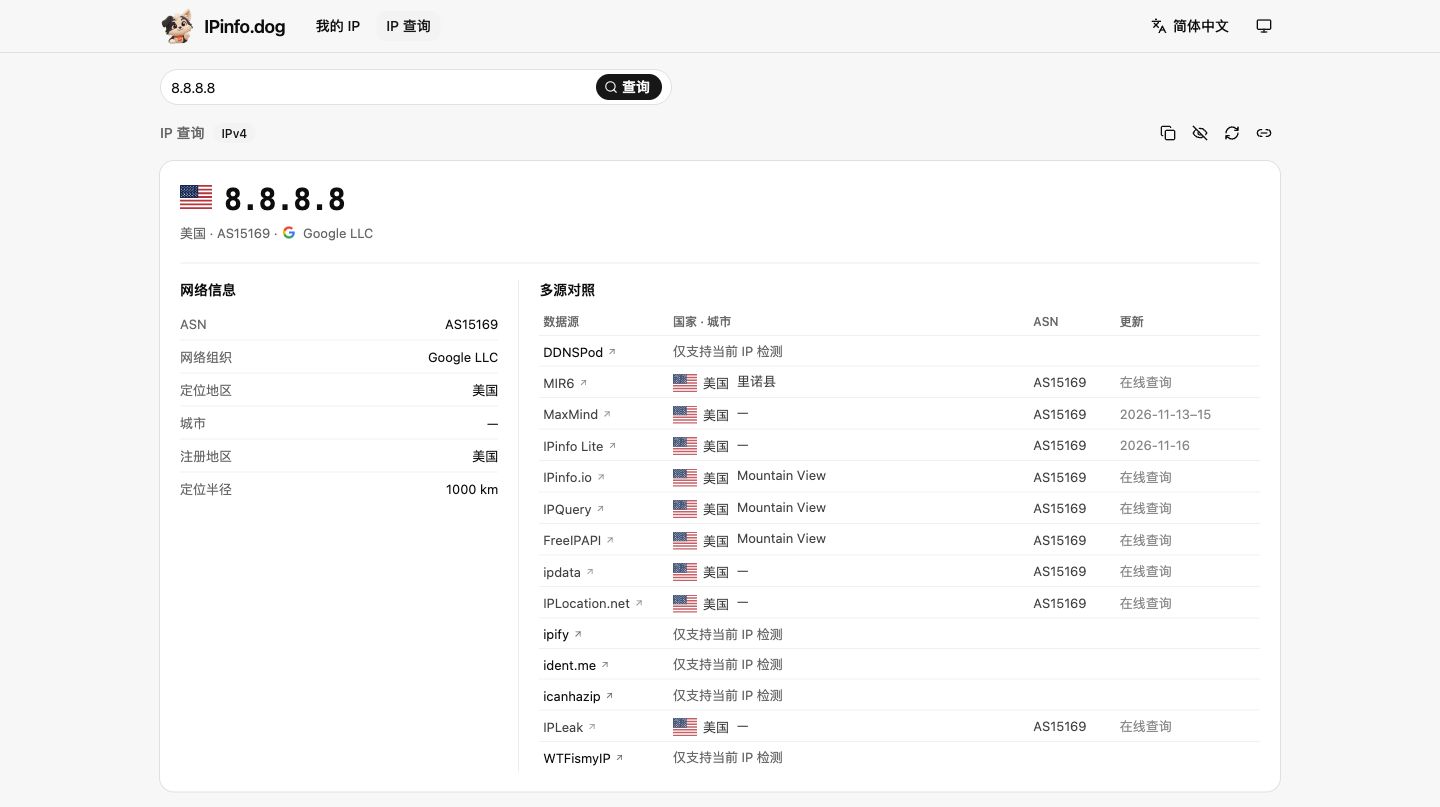 IPinfo.dog 我的 IP IP 查询 简体中文
8.8.8.8 查询
IP 查询 IPv4
8.8.8.8
美国 · AS15169 · Google LLC
网络信息
ASN AS15169
网络组织 Google LLC
定位地区 美国
城市 —
注册地区 美国
定位半径 1000 km
多源对照
数据源 国家 · 城市 ASN 更新
DDNSPod 仅支持当前 IP 检测
MIR6 美国 里诺县 AS15169 在线查询
MaxMind 美国 — AS15169 2026-11-13–15
IPinfo Lite 美国 — AS15169 2026-11-16
IPinfo.io 美国 Mountain View AS15169 在线查询
IPQuery 美国 Mountain View AS15169 在线查询
FreeIPAPI 美国 Mountain View AS15169 在线查询
ipdata 美国 — AS15169 在线查询
IPLocation.net 美国 — AS15169 在线查询
ipify 仅支持当前 IP 检测
ident.me 仅支持当前 IP 检测
icanhazip 仅支持当前 IP 检测
IPLeak 美国 — AS15169 在线查询
WTFismyIP 仅支持当前 IP 检测